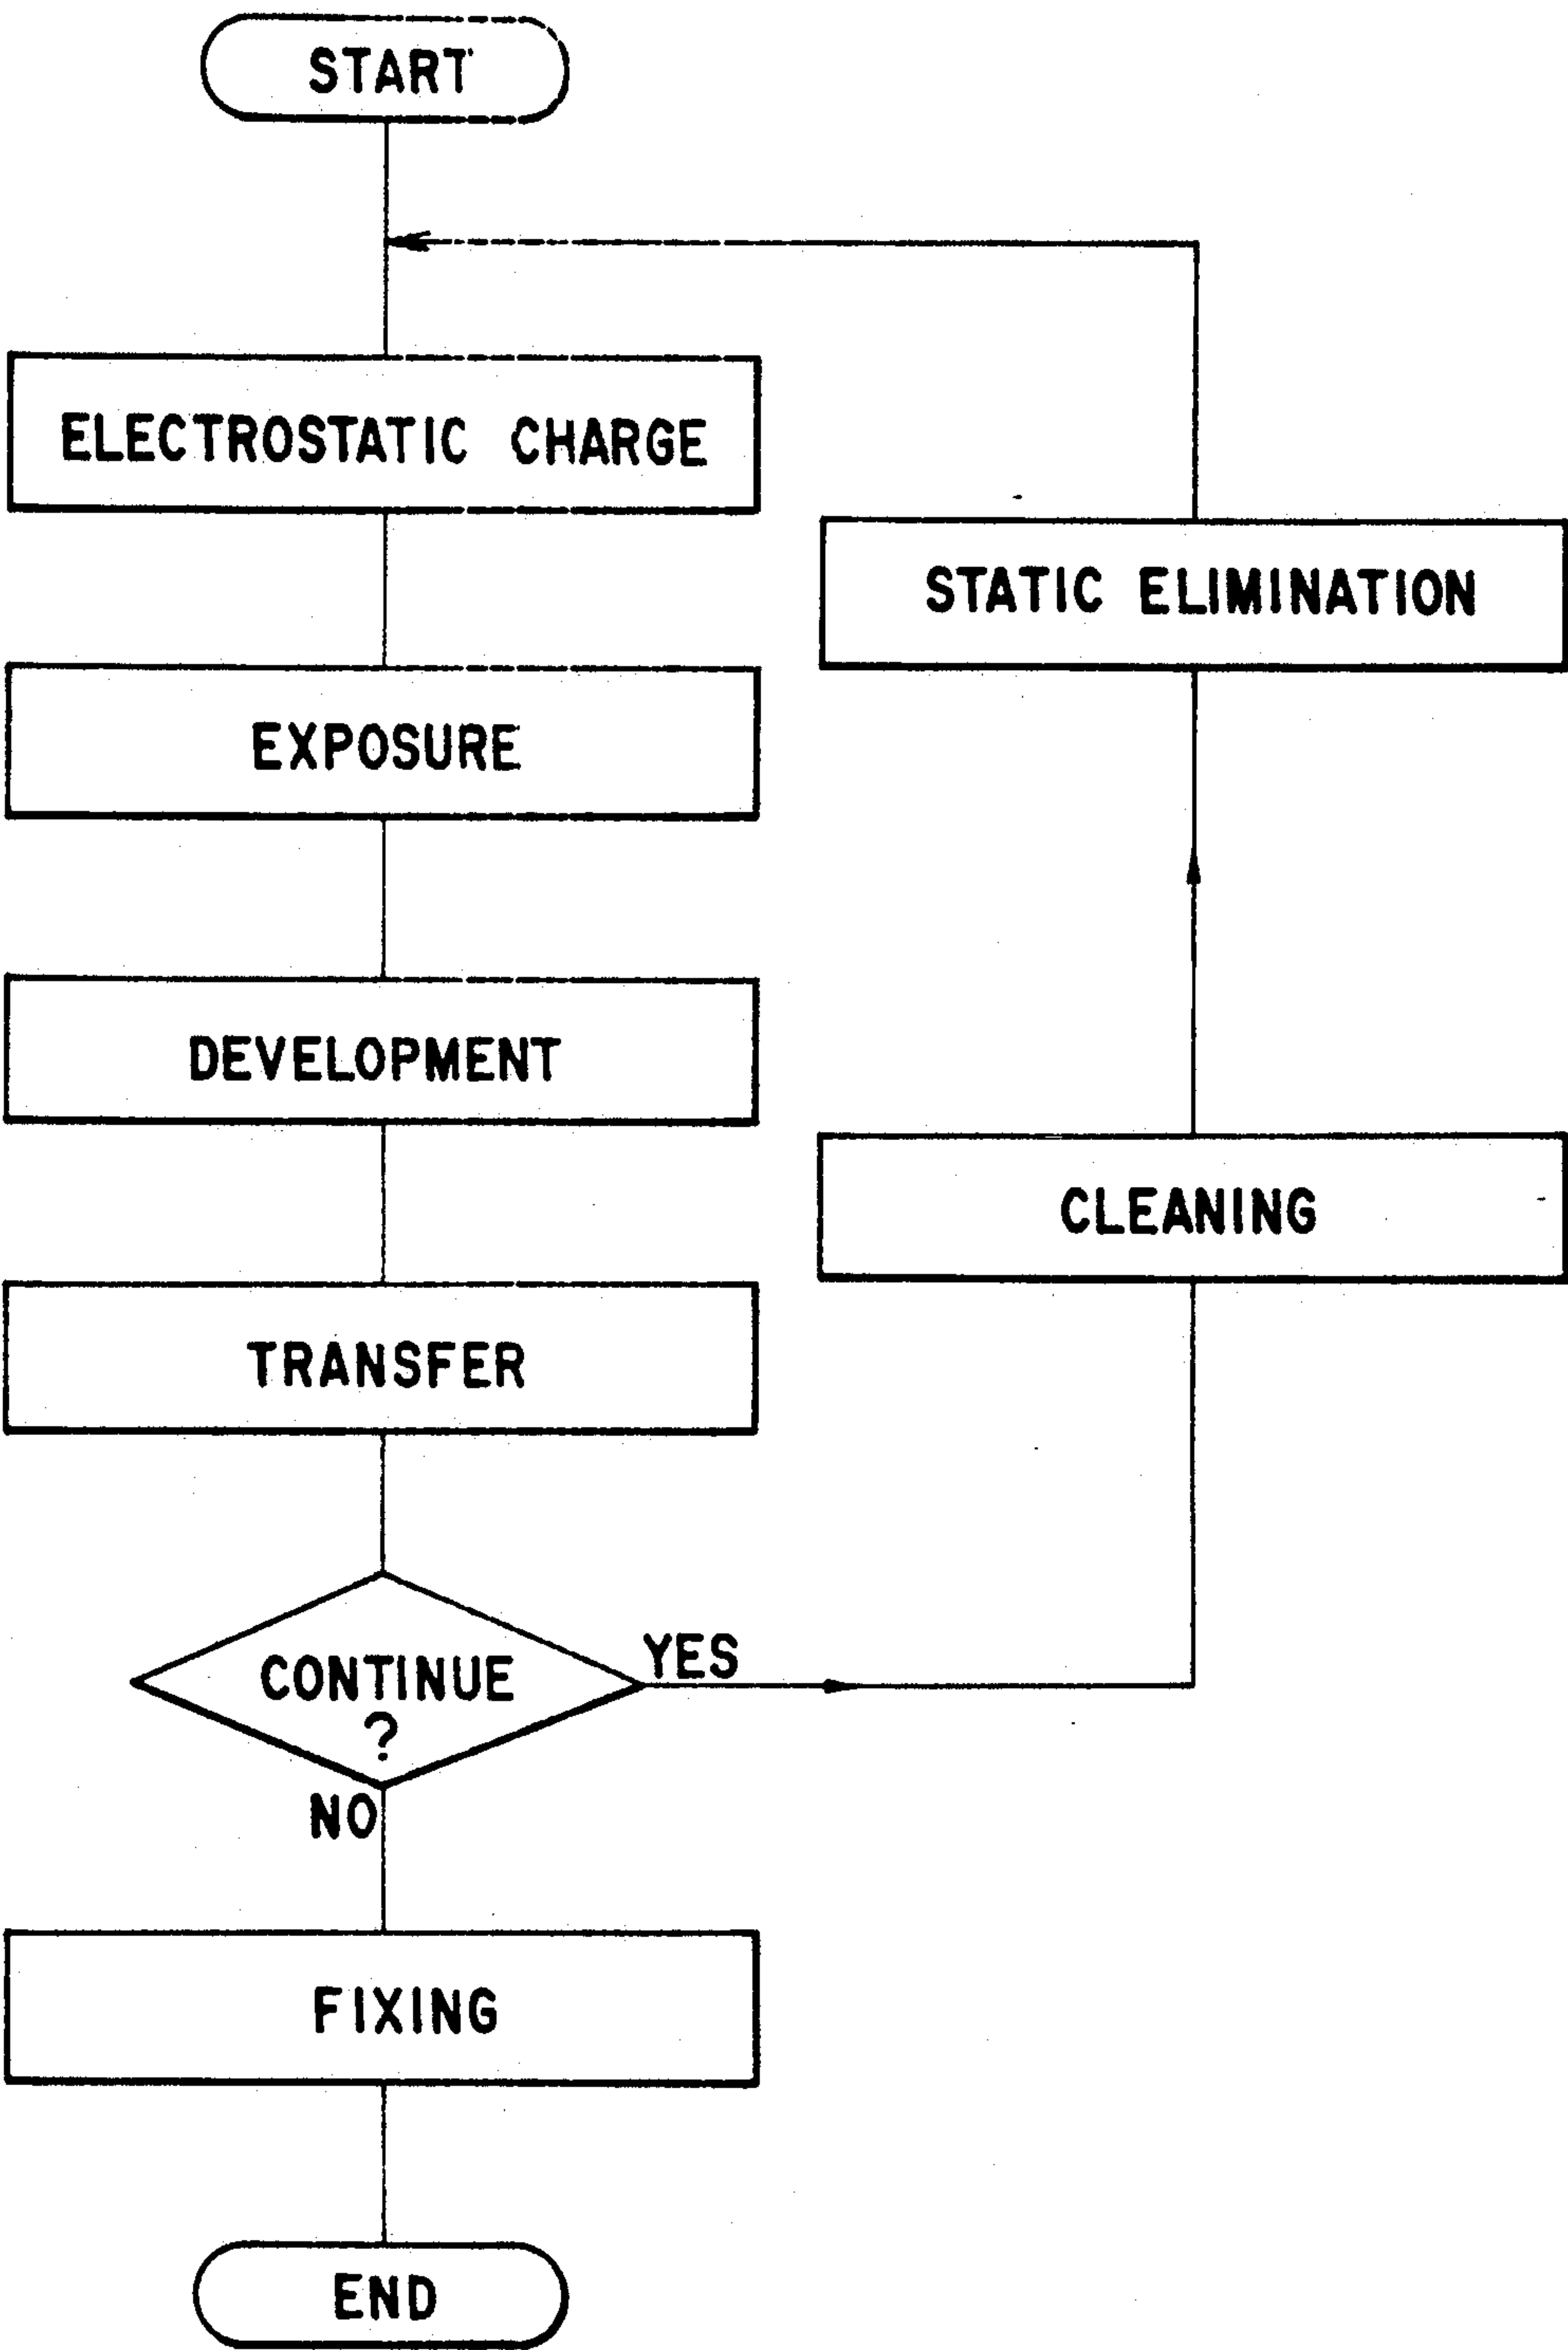 START
ELECTROSTATIC CHARGE
STATIC ELIMINATION
EXPOSURE
DEVELOPMENT
CLEANING
TRANSFER
CONTINUE
?
YES
NO
FIXING
END